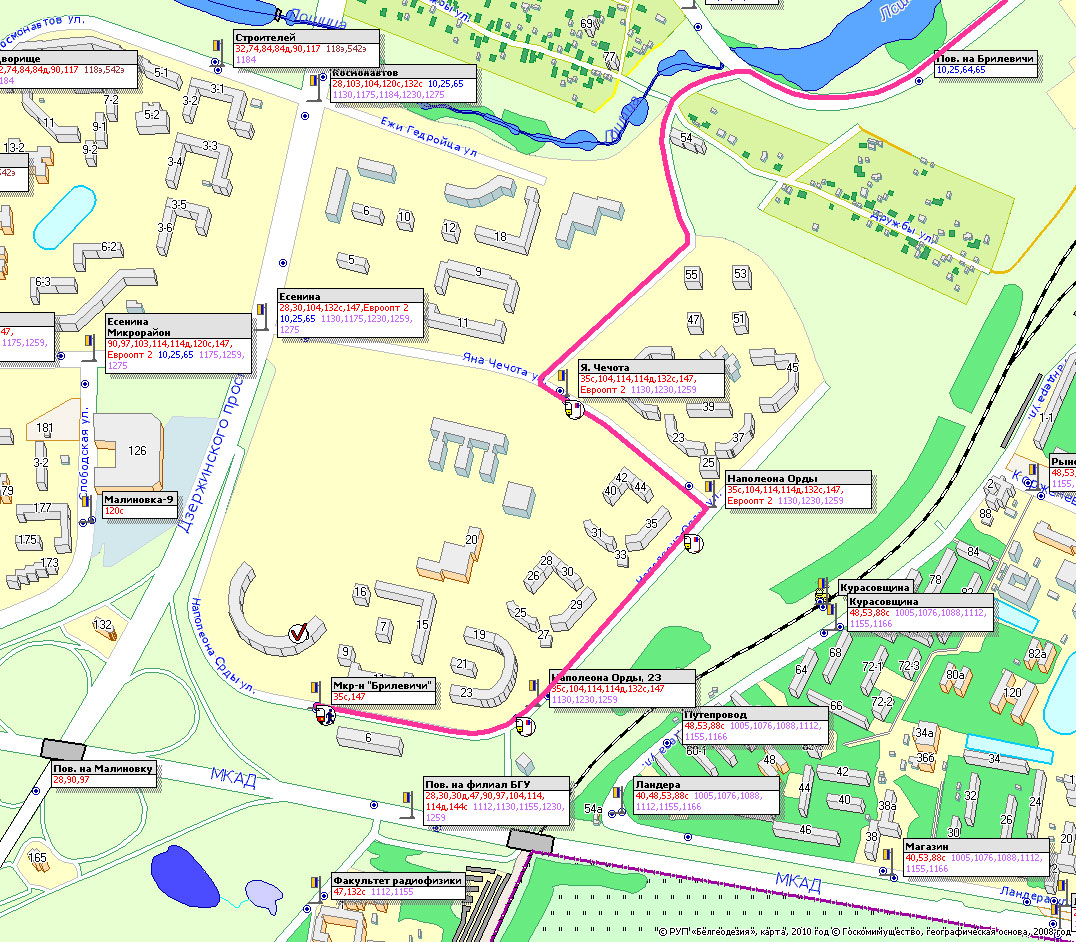 Космонавтов ул.
Лошица
Дружбы ул.
69
77
Лошица
Строителей
32,74,84,84д,90,117 118э,542э
1184
ворище
2,74,84,84д,90,117 118э,542э
184
Космонавтов
28,103,104,120с,132с 10,25,65
1130,1175,1184,1230,1275
Пов. на Брилевичи
10,25,64,65
5-1
7-2
3-2
3-1
5-2
11
9-1
9-2
13-2
542э
3-3
3-4
3-5
3-6
6-2
6-3
Ежи Гедройца ул
54
Дружбы ул.
6
10
12
18
5
9
11
55
53
47
51
45
39
23
37
25
Есенина
28,30,104,132с,147,Евроопт 2
10,25,65 1130,1175,1230,1259,
1275
Есенина
Микрорайон
90,97,103,114,114д,120с,147,
Евроопт 2 10,25,65 1175,1259,
1275
47,
1175,1259,
Яна Чечота у
Я. Чечота
35с,104,114,114д,132с,147,
Евроопт 2 1130,1230,1259
Дзержинского прос
Слободская ул.
181
126
3-2
79
177
175
173
Малиновка-9
120с
Наполеона Орды
35с,104,114,114д,132с,147,
Евроопт 2 1130,1230,1259
42
44
40
35
31
33
20
28
26
30
16
29
25
27
7
15
19
9
21
23
11
6
132
165
Наполеона Орды ул.
Мкр-н "Брилевичи"
35с,147
Наполеона Орды, 23
35с,104,114,114д,132с,147
1130,1230,1259
Курасовщина
Курасовщина
48,53,88с 1005,1076,1088,1112,
1155,1166
Путепровод
48,53,88с 1005,1076,1088,1112,
1155,1166
Ландера
40,48,53,88с 1005,1076,1088,
1112,1155,1166
Магазин
40,53,88с 1005,1076,1088,1112,
1155,1166
Пов. на Малиновку
28,90,97
Пов. на филиал БГУ
28,30,30д,47,90,97,104,114,
114д,144с 1112,1130,1155,1230,
1259
Факультет радиофизики
47,132с 1112,1155
МКАД
МКАД
Ландера ул.
Рын
48,53
1155,
1-1
2
88
84
78
82
68
64
72-1
72-3
72-2
66
80а
82а
120
34а
36б
34
60-1
48
44
42
40
46
38а
38
32
30
26
24
20
54а
© РУП «Белгеодезия», карта, 2010 год © Госкомимущество, географическая основа, 2008 год